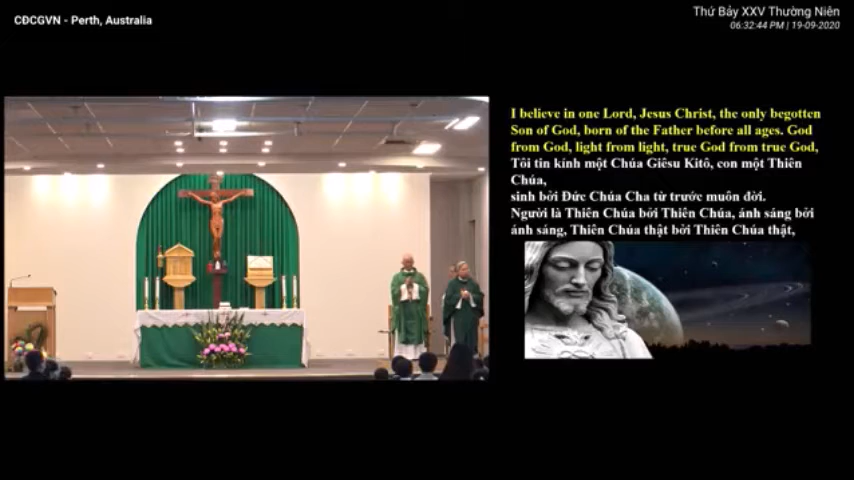 CĐCGVN - Perth, Australia
Thứ Bảy XXV Thường Niên
06:32:44 PM | 19-09-2020
I believe in one Lord, Jesus Christ, the only begotten
Son of God, born of the Father before all ages. God
from God, light from light, true God from true God,
Tôi tin kính một Chúa Giêsu Kitô, con một Thiên
Chúa,
sinh bởi Đức Chúa Cha từ trước muôn đời.
Người là Thiên Chúa bởi Thiên Chúa, ánh sáng bởi
ánh sáng, Thiên Chúa thật bởi Thiên Chúa thật,